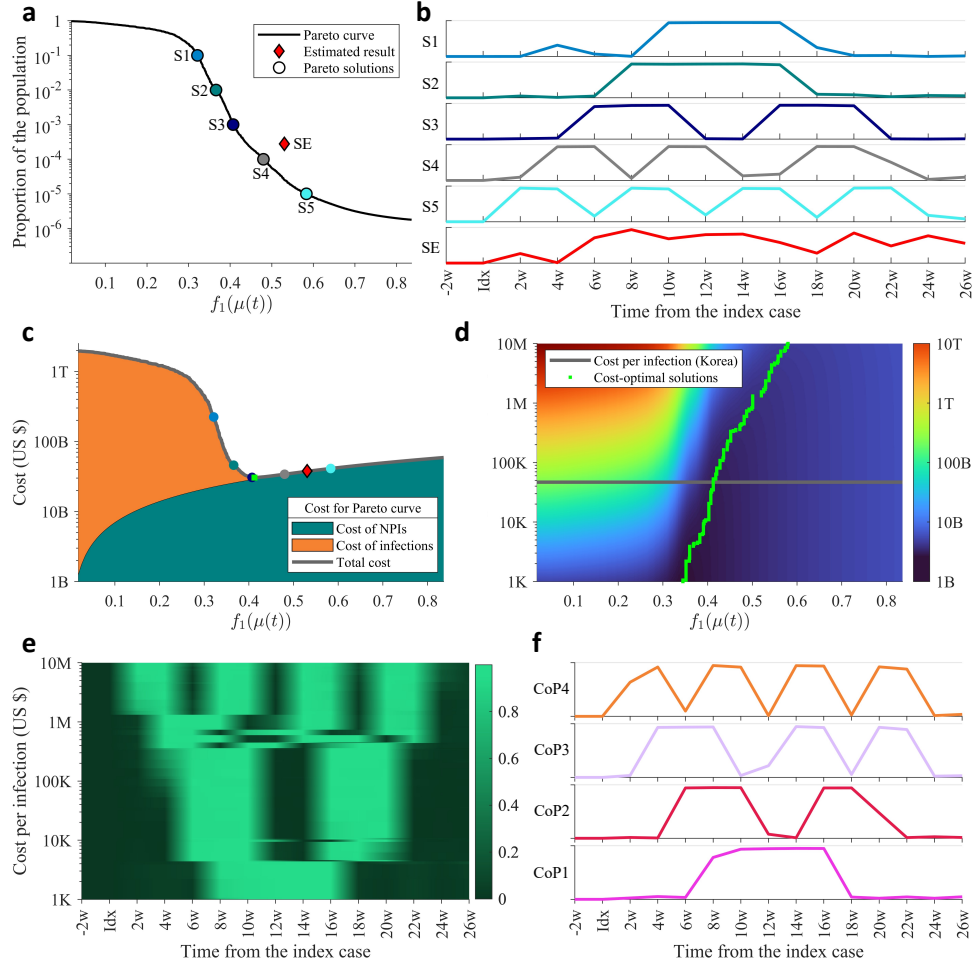 a
Proportion of the population
1
10⁻¹
10⁻²
10⁻³
10⁻⁴
10⁻⁵
10⁻⁶
Pareto curve
Estimated result
Pareto solutions
S1
S2
S3
SE
S4
S5
0.1 0.2 0.3 0.4 0.5 0.6 0.7 0.8
f₁(μ(t))
b
S1
S2
S3
S4
S5
SE
-2w Idx 2w 4w 6w 8w 10w 12w 14w 16w 18w 20w 22w 24w 26w
Time from the index case
c
Cost (US $)
1T
100B
10B
1B
Cost for Pareto curve
Cost of NPIs
Cost of infections
Total cost
0.1 0.2 0.3 0.4 0.5 0.6 0.7 0.8
f₁(μ(t))
d
10M
1M
100K
10K
1K
Cost per infection (Korea)
Cost-optimal solutions
10T
1T
100B
10B
1B
0.1 0.2 0.3 0.4 0.5 0.6 0.7 0.8
f₁(μ(t))
e
Cost per infection (US $)
10M
1M
100K
10K
1K
0.8
0.6
0.4
0.2
0
-2w Idx 2w 4w 6w 8w 10w 12w 14w 16w 18w 20w 22w 24w 26w
Time from the index case
f
CoP4
CoP3
CoP2
CoP1
-2w Idx 2w 4w 6w 8w 10w 12w 14w 16w 18w 20w 22w 24w 26w
Time from the index case